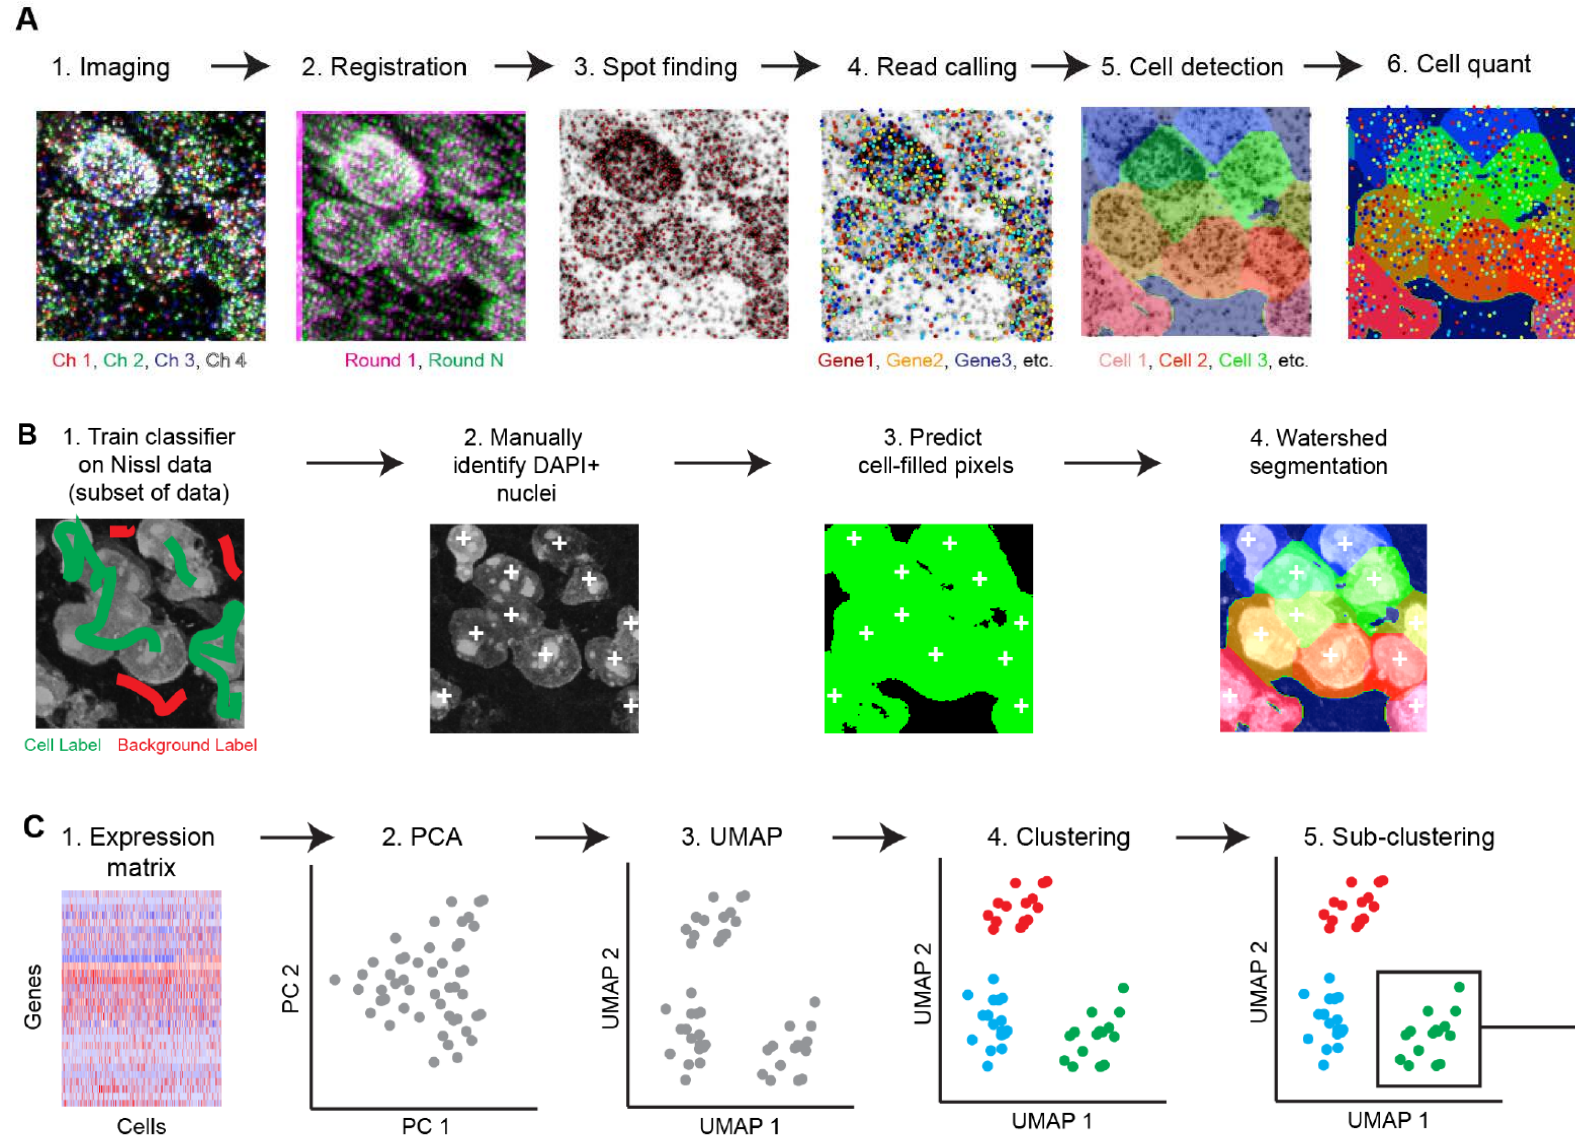 A
1. Imaging
2. Registration
3. Spot finding
4. Read calling
5. Cell detection
6. Cell quant
Ch 1, Ch 2, Ch 3, Ch 4
Round 1, Round N
Gene1, Gene2, Gene3, etc.
Cell 1, Cell 2, Cell 3, etc.
B
1. Train classifier
on Nissl data
(subset of data)
2. Manually
identify DAPI+
nuclei
3. Predict
cell-filled pixels
4. Watershed
segmentation
Cell Label
Background Label
C
1. Expression
matrix
2. PCA
3. UMAP
4. Clustering
5. Sub-clustering
Genes
Cells
PC 2
PC 1
UMAP 2
UMAP 1
UMAP 2
UMAP 1
UMAP 2
UMAP 1